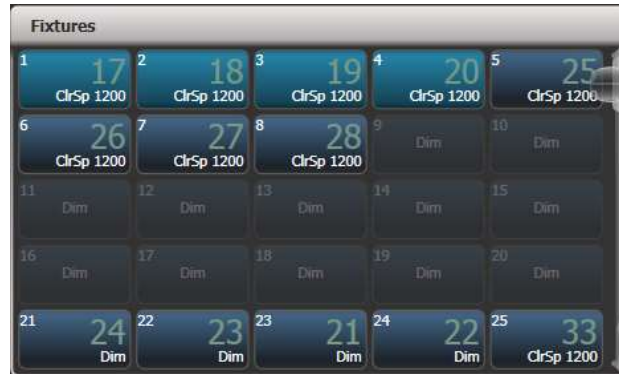 Fixtures
1 17 2 18 3 19 4 20 5 25
ClrSp 1200 ClrSp 1200 ClrSp 1200 ClrSp 1200 ClrSp 1200
6 26 7 27 8 28 9 Dim 10 Dim
ClrSp 1200 ClrSp 1200 ClrSp 1200
11 12 13 14 15
Dim Dim Dim Dim Dim
16 17 18 19 20
Dim Dim Dim Dim Dim
21 24 22 23 23 21 24 22 25 33
Dim Dim Dim Dim ClrSp 1200